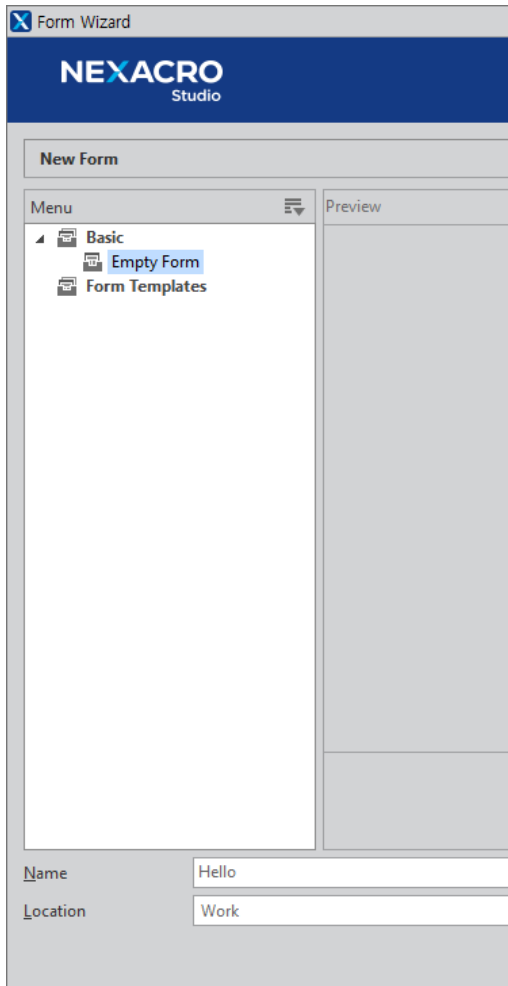 Form Wizard
NEXACRO
Studio
New Form
Menu
Preview
Basic
Empty Form
Form Templates
Name
Hello
Location
Work